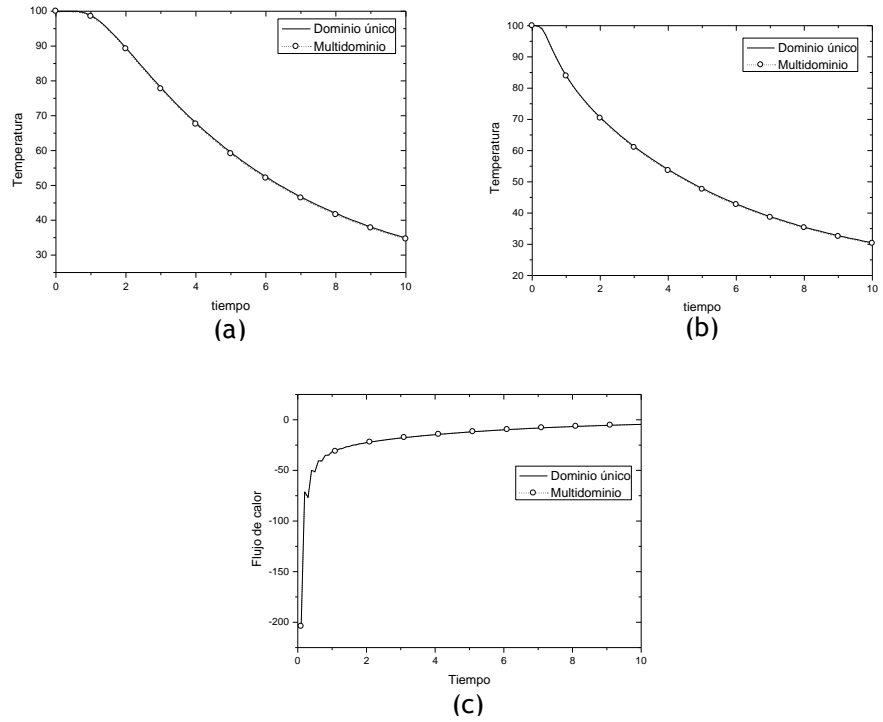 Temperatura
100
90
80
70
60
50
40
30
0
2
4
6
8
10
tiempo
Dominio único
Multidominio
(a)
Temperatura
100
90
80
70
60
50
40
30
20
0
2
4
6
8
10
tiempo
Dominio único
Multidominio
(b)
Flujo de calor
0
-50
-100
-150
-200
0
2
4
6
8
10
Tiempo
Dominio único
Multidominio
(c)